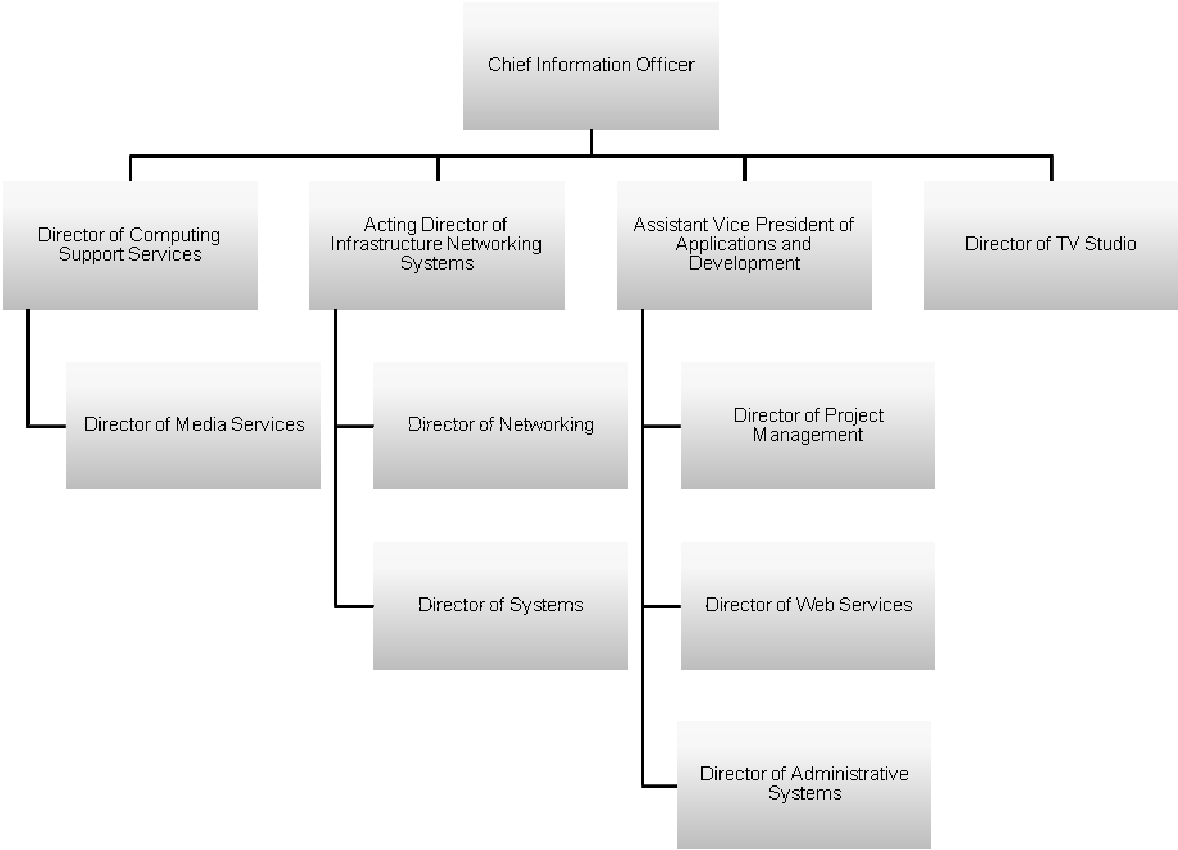 Chief Information Officer
Director of Computing
Support Services
Acting Director of
Infrastructure Networking
Systems
Assistant Vice President of
Applications and
Development
Director of TV Studio
Director of Media Services
Director of Networking
Director of Project
Management
Director of Systems
Director of Web Services
Director of Administrative
Systems